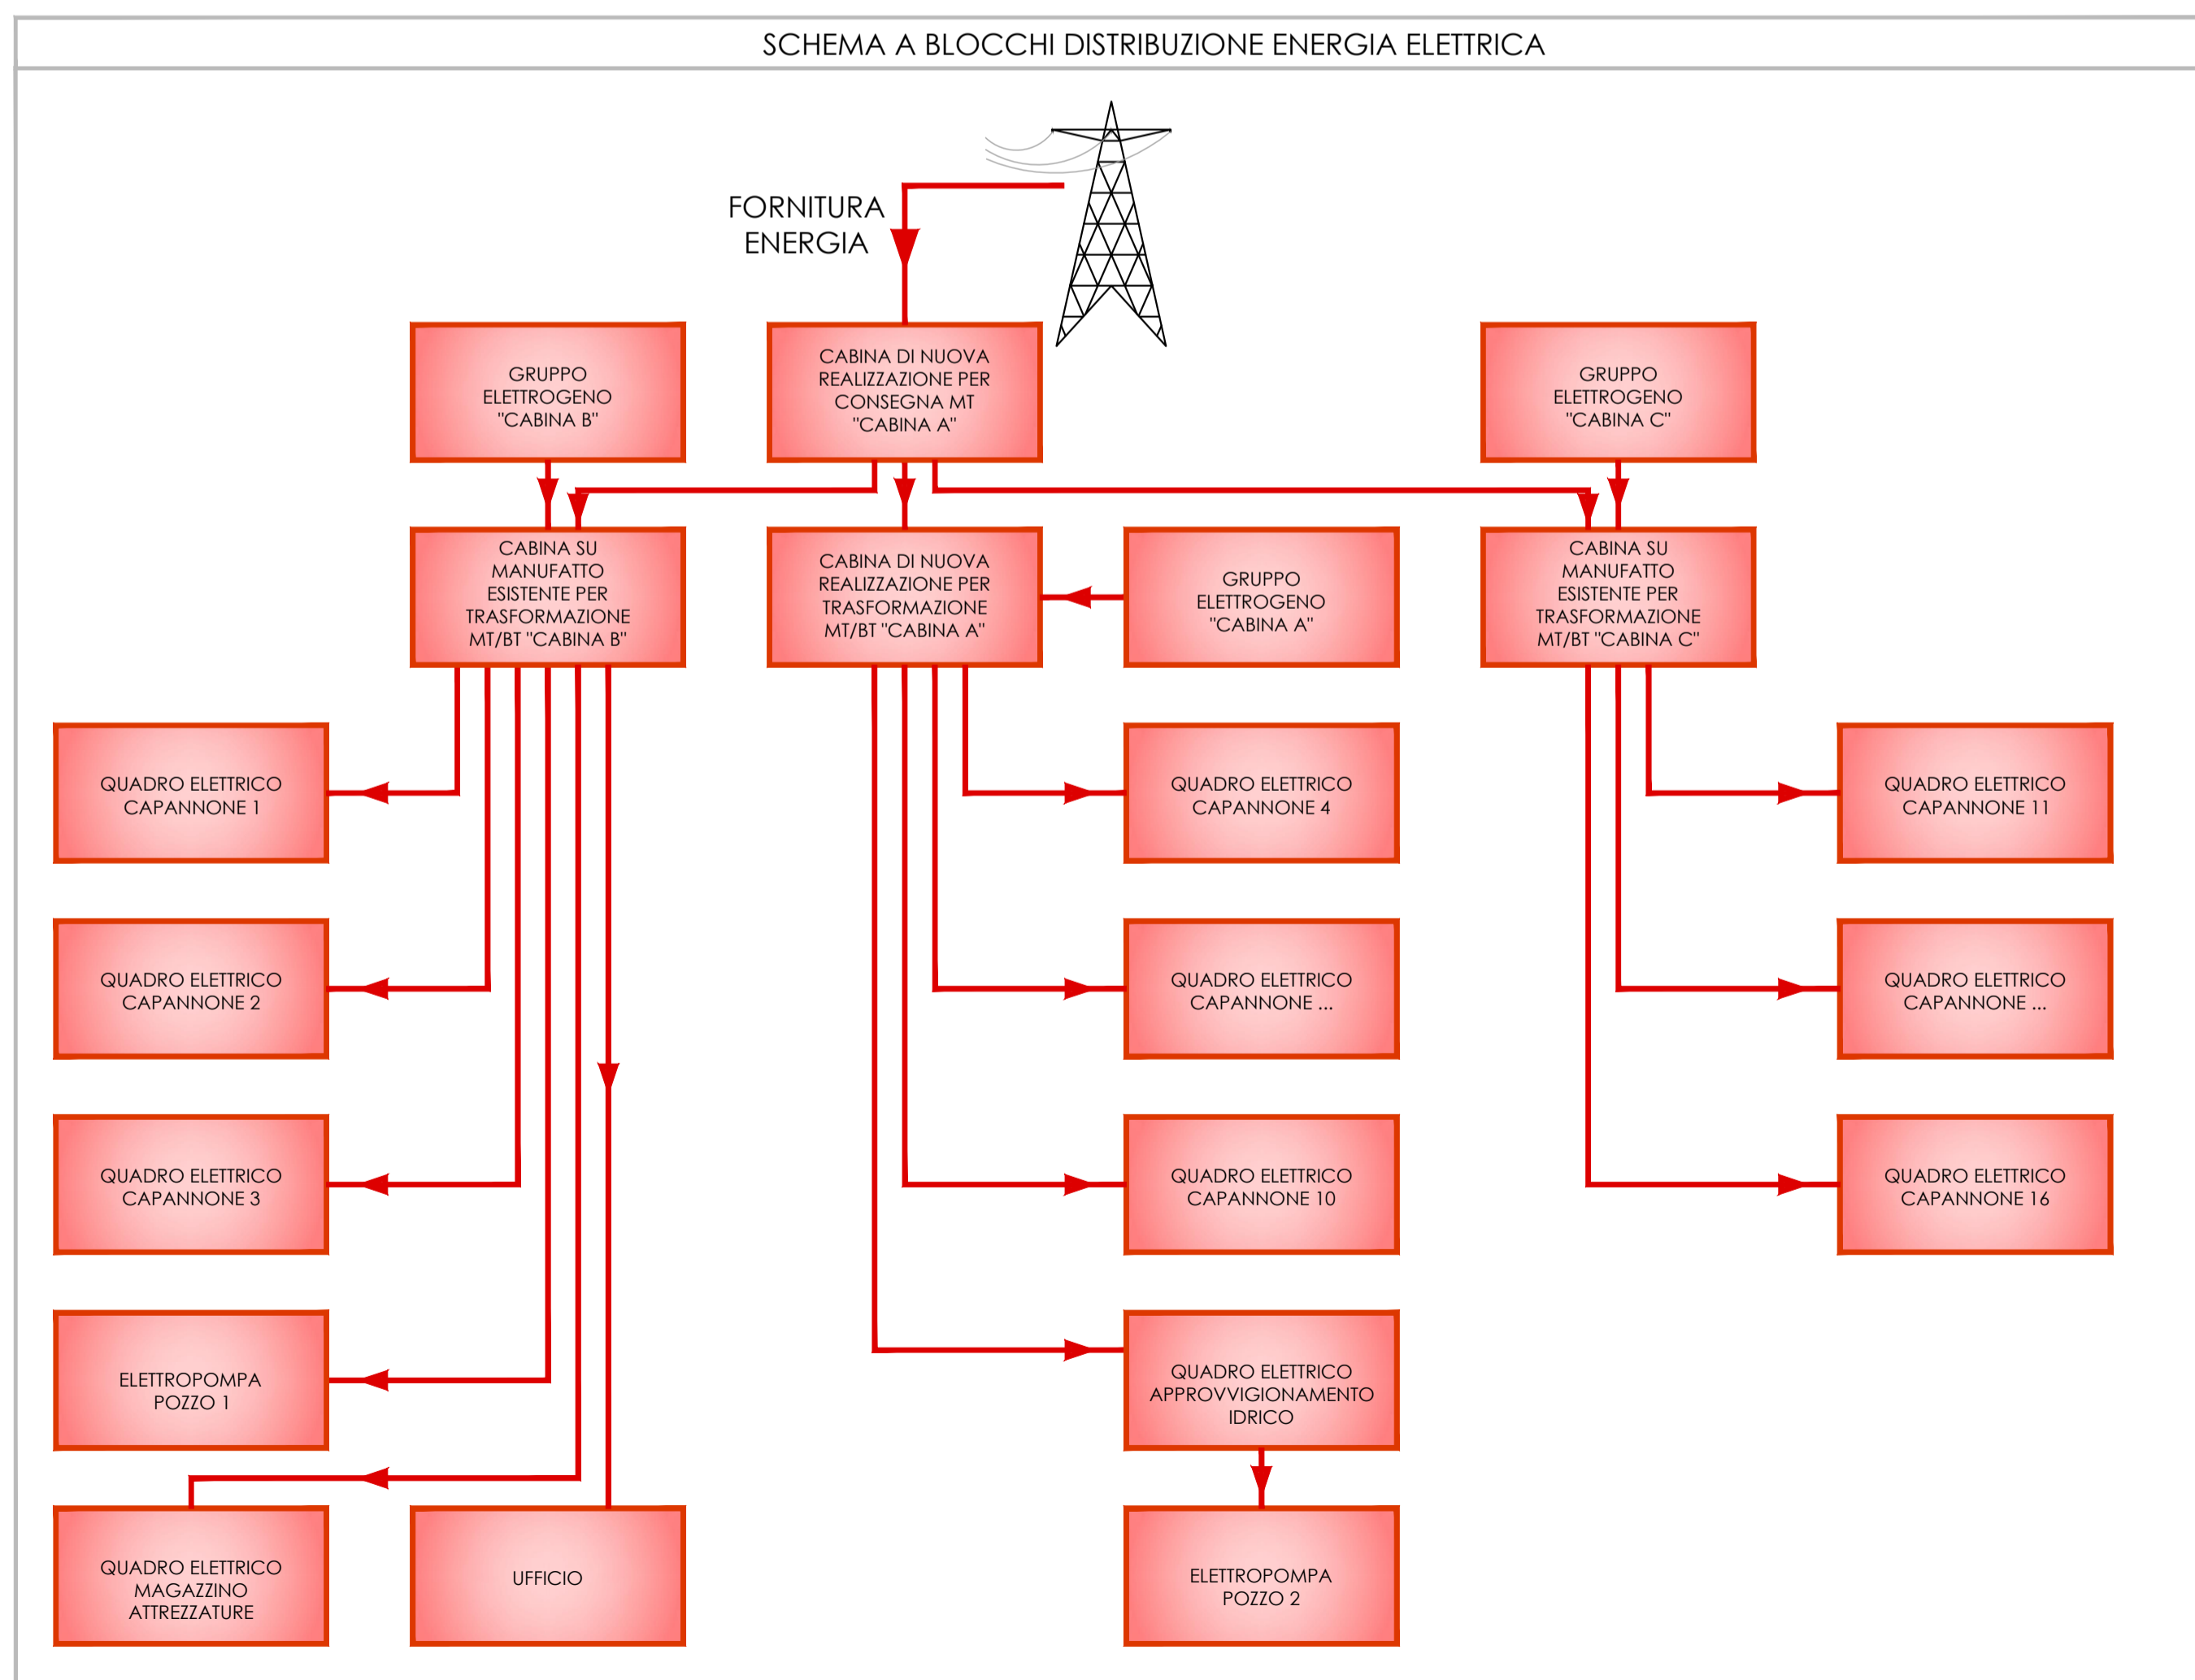 SCHEMA A BLOCCHI DISTRIBUZIONE ENERGIA ELETTRICA
FORNITURA
ENERGIA
GRUPPO
ELETTROGENO
"CABINA B"
CABINA DI NUOVA
REALIZZAZIONE PER
CONSEGNA MT
"CABINA A"
GRUPPO
ELETTROGENO
"CABINA C"
CABINA SU
MANUFATTO
ESISTENTE PER
TRASFORMAZIONE
MT/BT "CABINA B"
CABINA DI NUOVA
REALIZZAZIONE PER
TRASFORMAZIONE
MT/BT "CABINA A"
GRUPPO
ELETTROGENO
"CABINA A"
CABINA SU
MANUFATTO
ESISTENTE PER
TRASFORMAZIONE
MT/BT "CABINA C"
QUADRO ELETTRICO
CAPANNONE 1
QUADRO ELETTRICO
CAPANNONE 4
QUADRO ELETTRICO
CAPANNONE 11
QUADRO ELETTRICO
CAPANNONE 2
QUADRO ELETTRICO
CAPANNONE ...
QUADRO ELETTRICO
CAPANNONE ...
QUADRO ELETTRICO
CAPANNONE 3
QUADRO ELETTRICO
CAPANNONE 10
QUADRO ELETTRICO
CAPANNONE 16
ELETTROPOMPA
POZZO 1
QUADRO ELETTRICO
APPROVVIGIONAMENTO
IDRICO
QUADRO ELETTRICO
MAGAZZINO
ATTREZZATURE
UFFICIO
ELETTROPOMPA
POZZO 2